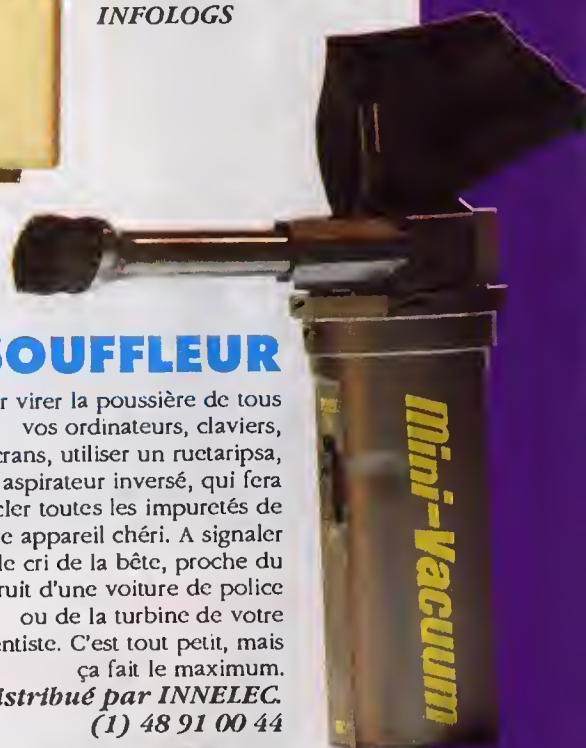 INFOLOGS
SOUFFLEUR
r virer la poussière de tous
vos ordinateurs, claviers,
crans, utiliser un ructaripsa,
aspirateur inversé, qui fera
cler toutes les impuretés de
e appareil chéri. A signaler
le cri de la bête, proche du
ruit d'une voiture de police
ou de la turbine de votre
entiste. C'est tout petit, mais
ça fait le maximum.
istribué par INNELEC.
(1) 48 91 00 44
Mini-Vacuum